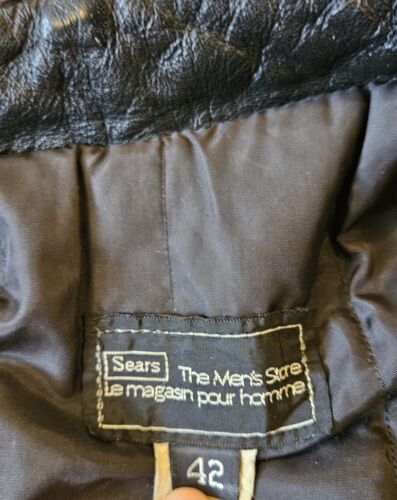 Sears The Men's Store
Le magasin pour homme
42